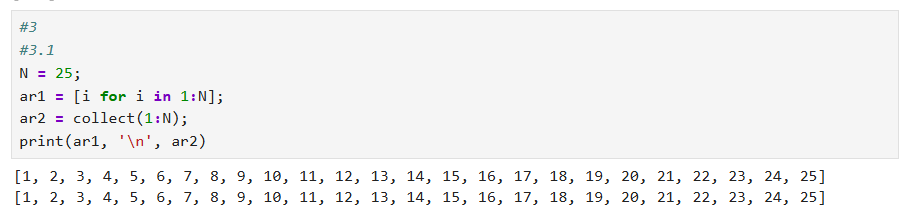 #3
#3.1
N = 25;
ar1 = [i for i in 1:N];
ar2 = collect(1:N);
print(ar1, '\n', ar2)
[1, 2, 3, 4, 5, 6, 7, 8, 9, 10, 11, 12, 13, 14, 15, 16, 17, 18, 19, 20, 21, 22, 23, 24, 25]
[1, 2, 3, 4, 5, 6, 7, 8, 9, 10, 11, 12, 13, 14, 15, 16, 17, 18, 19, 20, 21, 22, 23, 24, 25]